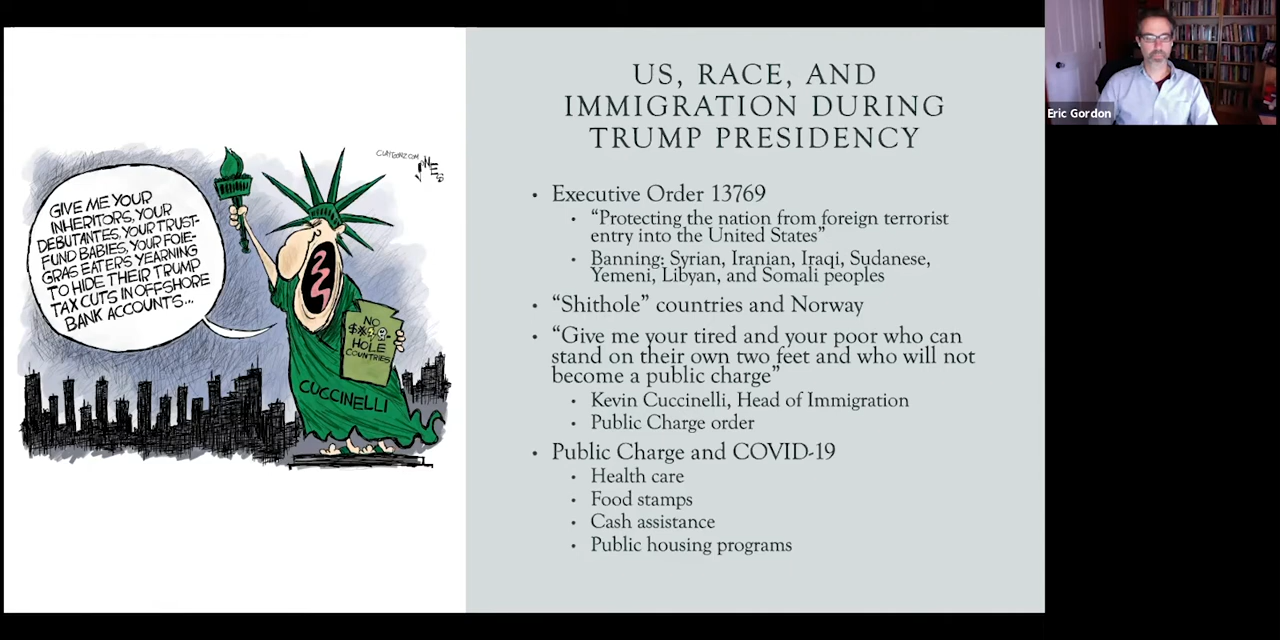 CLAYTOONZ.COM
JONES
GIVE ME YOUR
INHERITORS, YOUR
DEBUTANTES, YOUR TRUST-
FUND BABIES, YOUR FOIE-
GRAS EATERS YEARNING
TO HIDE THEIR TRUMP
TAX CUTS IN OFFSHORE
BANK ACCOUNTS...
NO
$%
HOLE
COUNTRIES
CUCCINELLI
US, RACE, AND
IMMIGRATION DURING
TRUMP PRESIDENCY
• Executive Order 13769
• “Protecting the nation from foreign terrorist
entry into the United States”
• Banning: Syrian, Iranian, Iraqi, Sudanese,
Yemeni, Libyan, and Somali peoples
• “Shithole” countries and Norway
• “Give me your tired and your poor who can
stand on their own two feet and who will not
become a public charge”
• Kevin Cuccinelli, Head of Immigration
• Public Charge order
• Public Charge and COVID-19
• Health care
• Food stamps
• Cash assistance
• Public housing programs
Eric Gordon